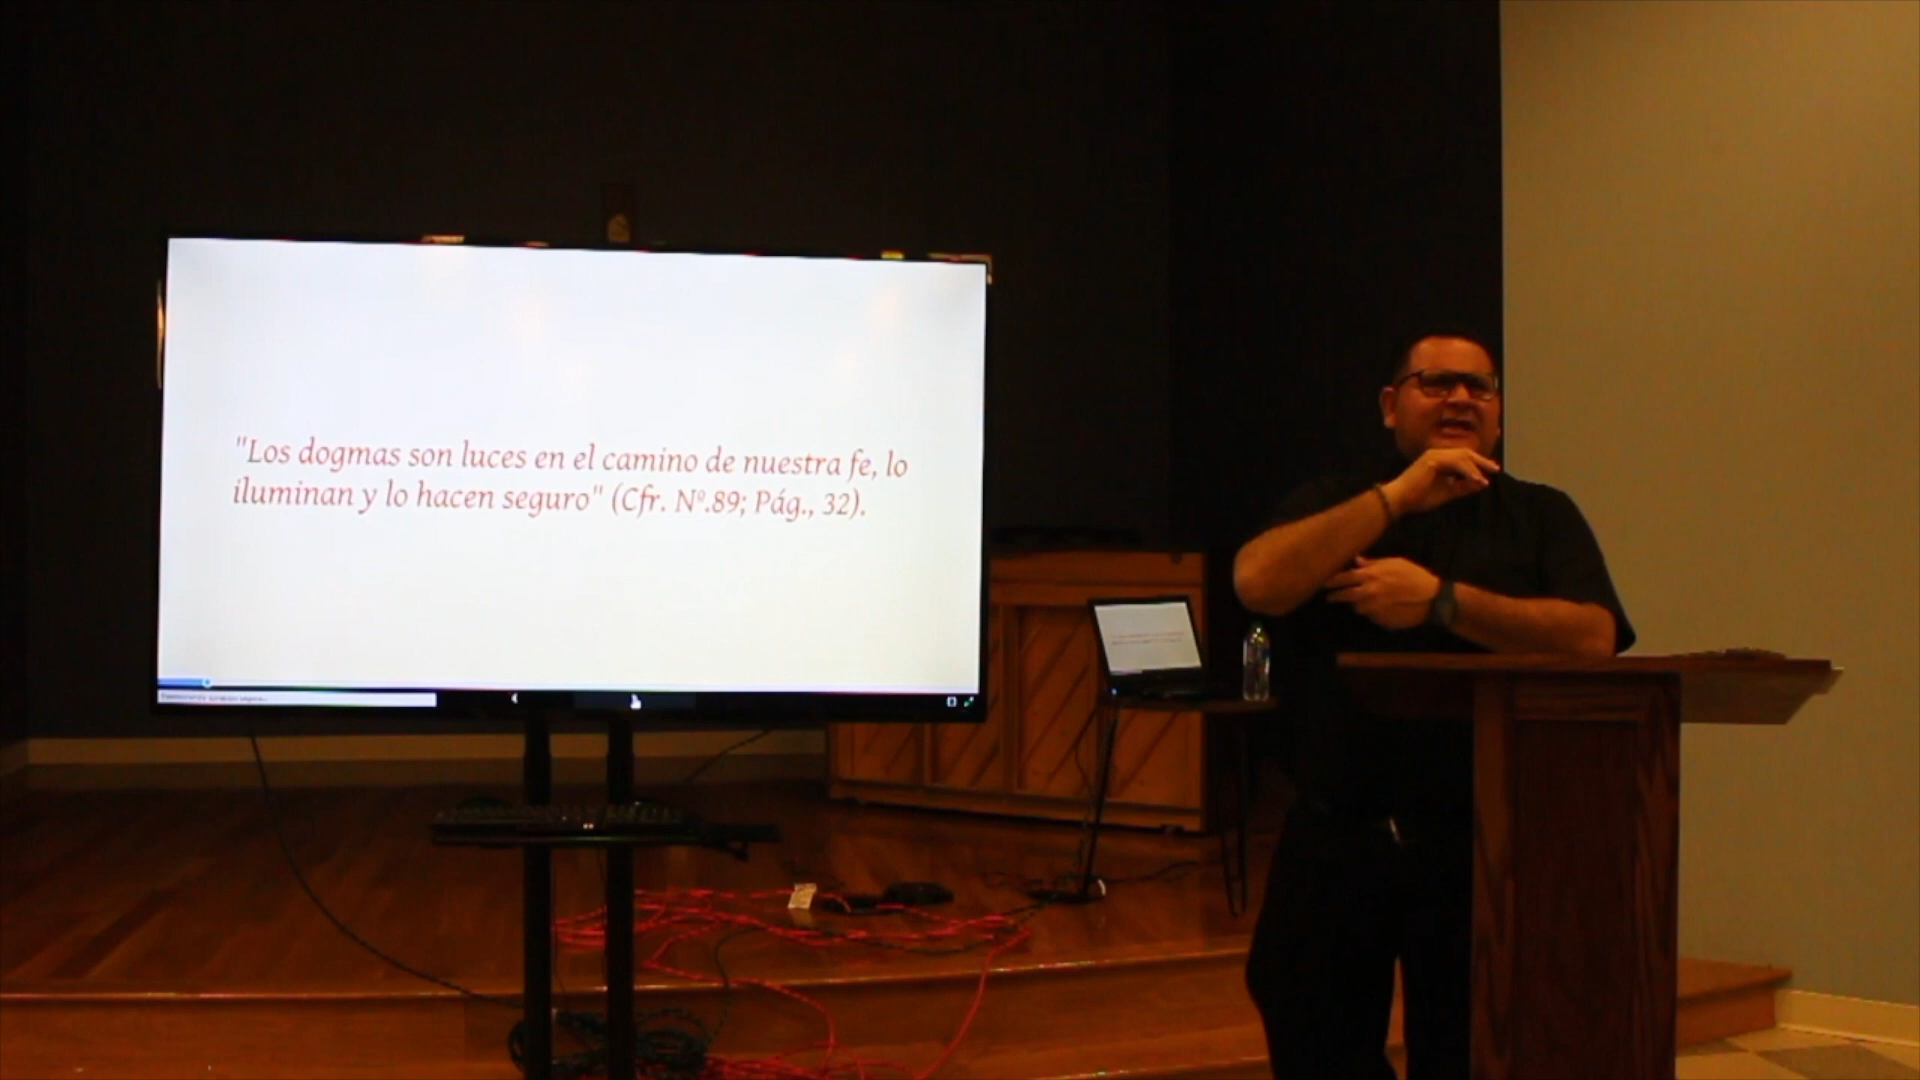 "Los dogmas son luces en el camino de nuestra fe, lo
iluminan y lo hacen seguro" (Cfr. Nº.89; Pág., 32).